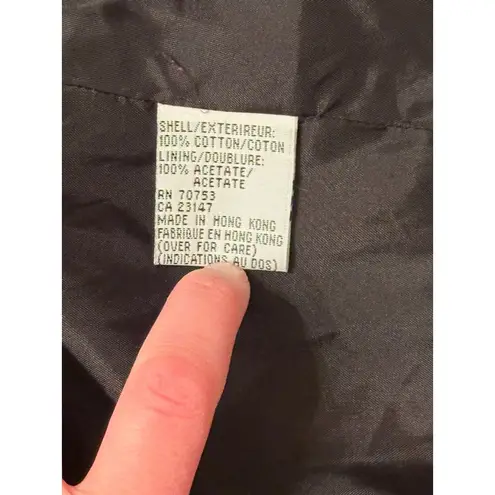 SHELL/EXTERIREUR:
100% COTTON/COTON
LINING/DOUBLURE:
100% ACETATE/
ACETATE
RN 70753
CA 23147
MADE IN HONG KONG
FABRIQUE EN HONG KONG
(OVER FOR CARE)
(INDICATIONS AU DOS)